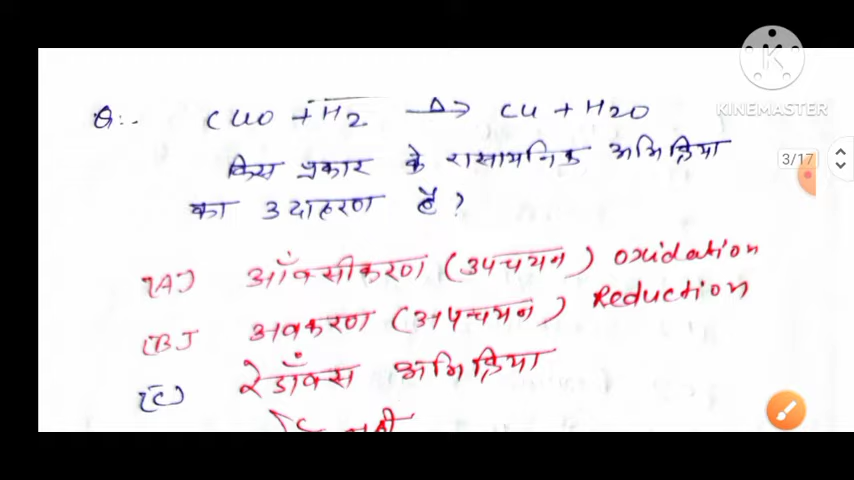 KINEMASTER
3/17
Q:- CuO + H2 —Δ→ Cu + H2O
किस प्रकार के रासायनिक अभिक्रिया
का उदाहरण है?
(A) ऑक्सीकरण (उपचयन) Oxidation
(B) अवकरण (अपचयन) Reduction
(C) रेडॉक्स अभिक्रिया